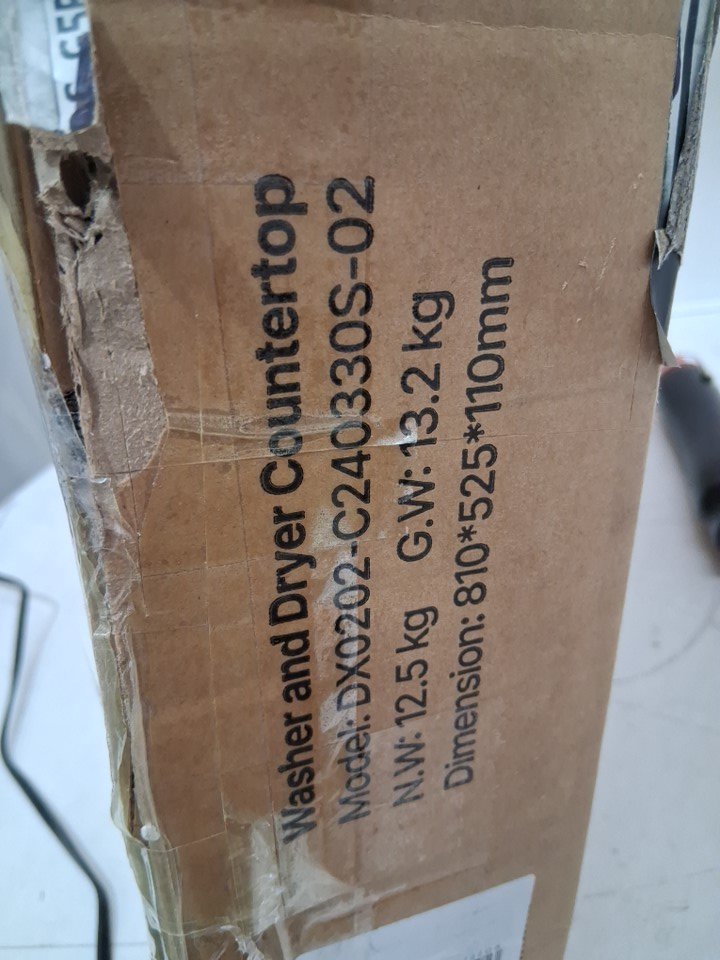 Washer and Dryer Countertop
Model: DX0202-C240330S-02
N.W: 12.5 kg G.W: 13.2 kg
Dimension: 810*525*110mm